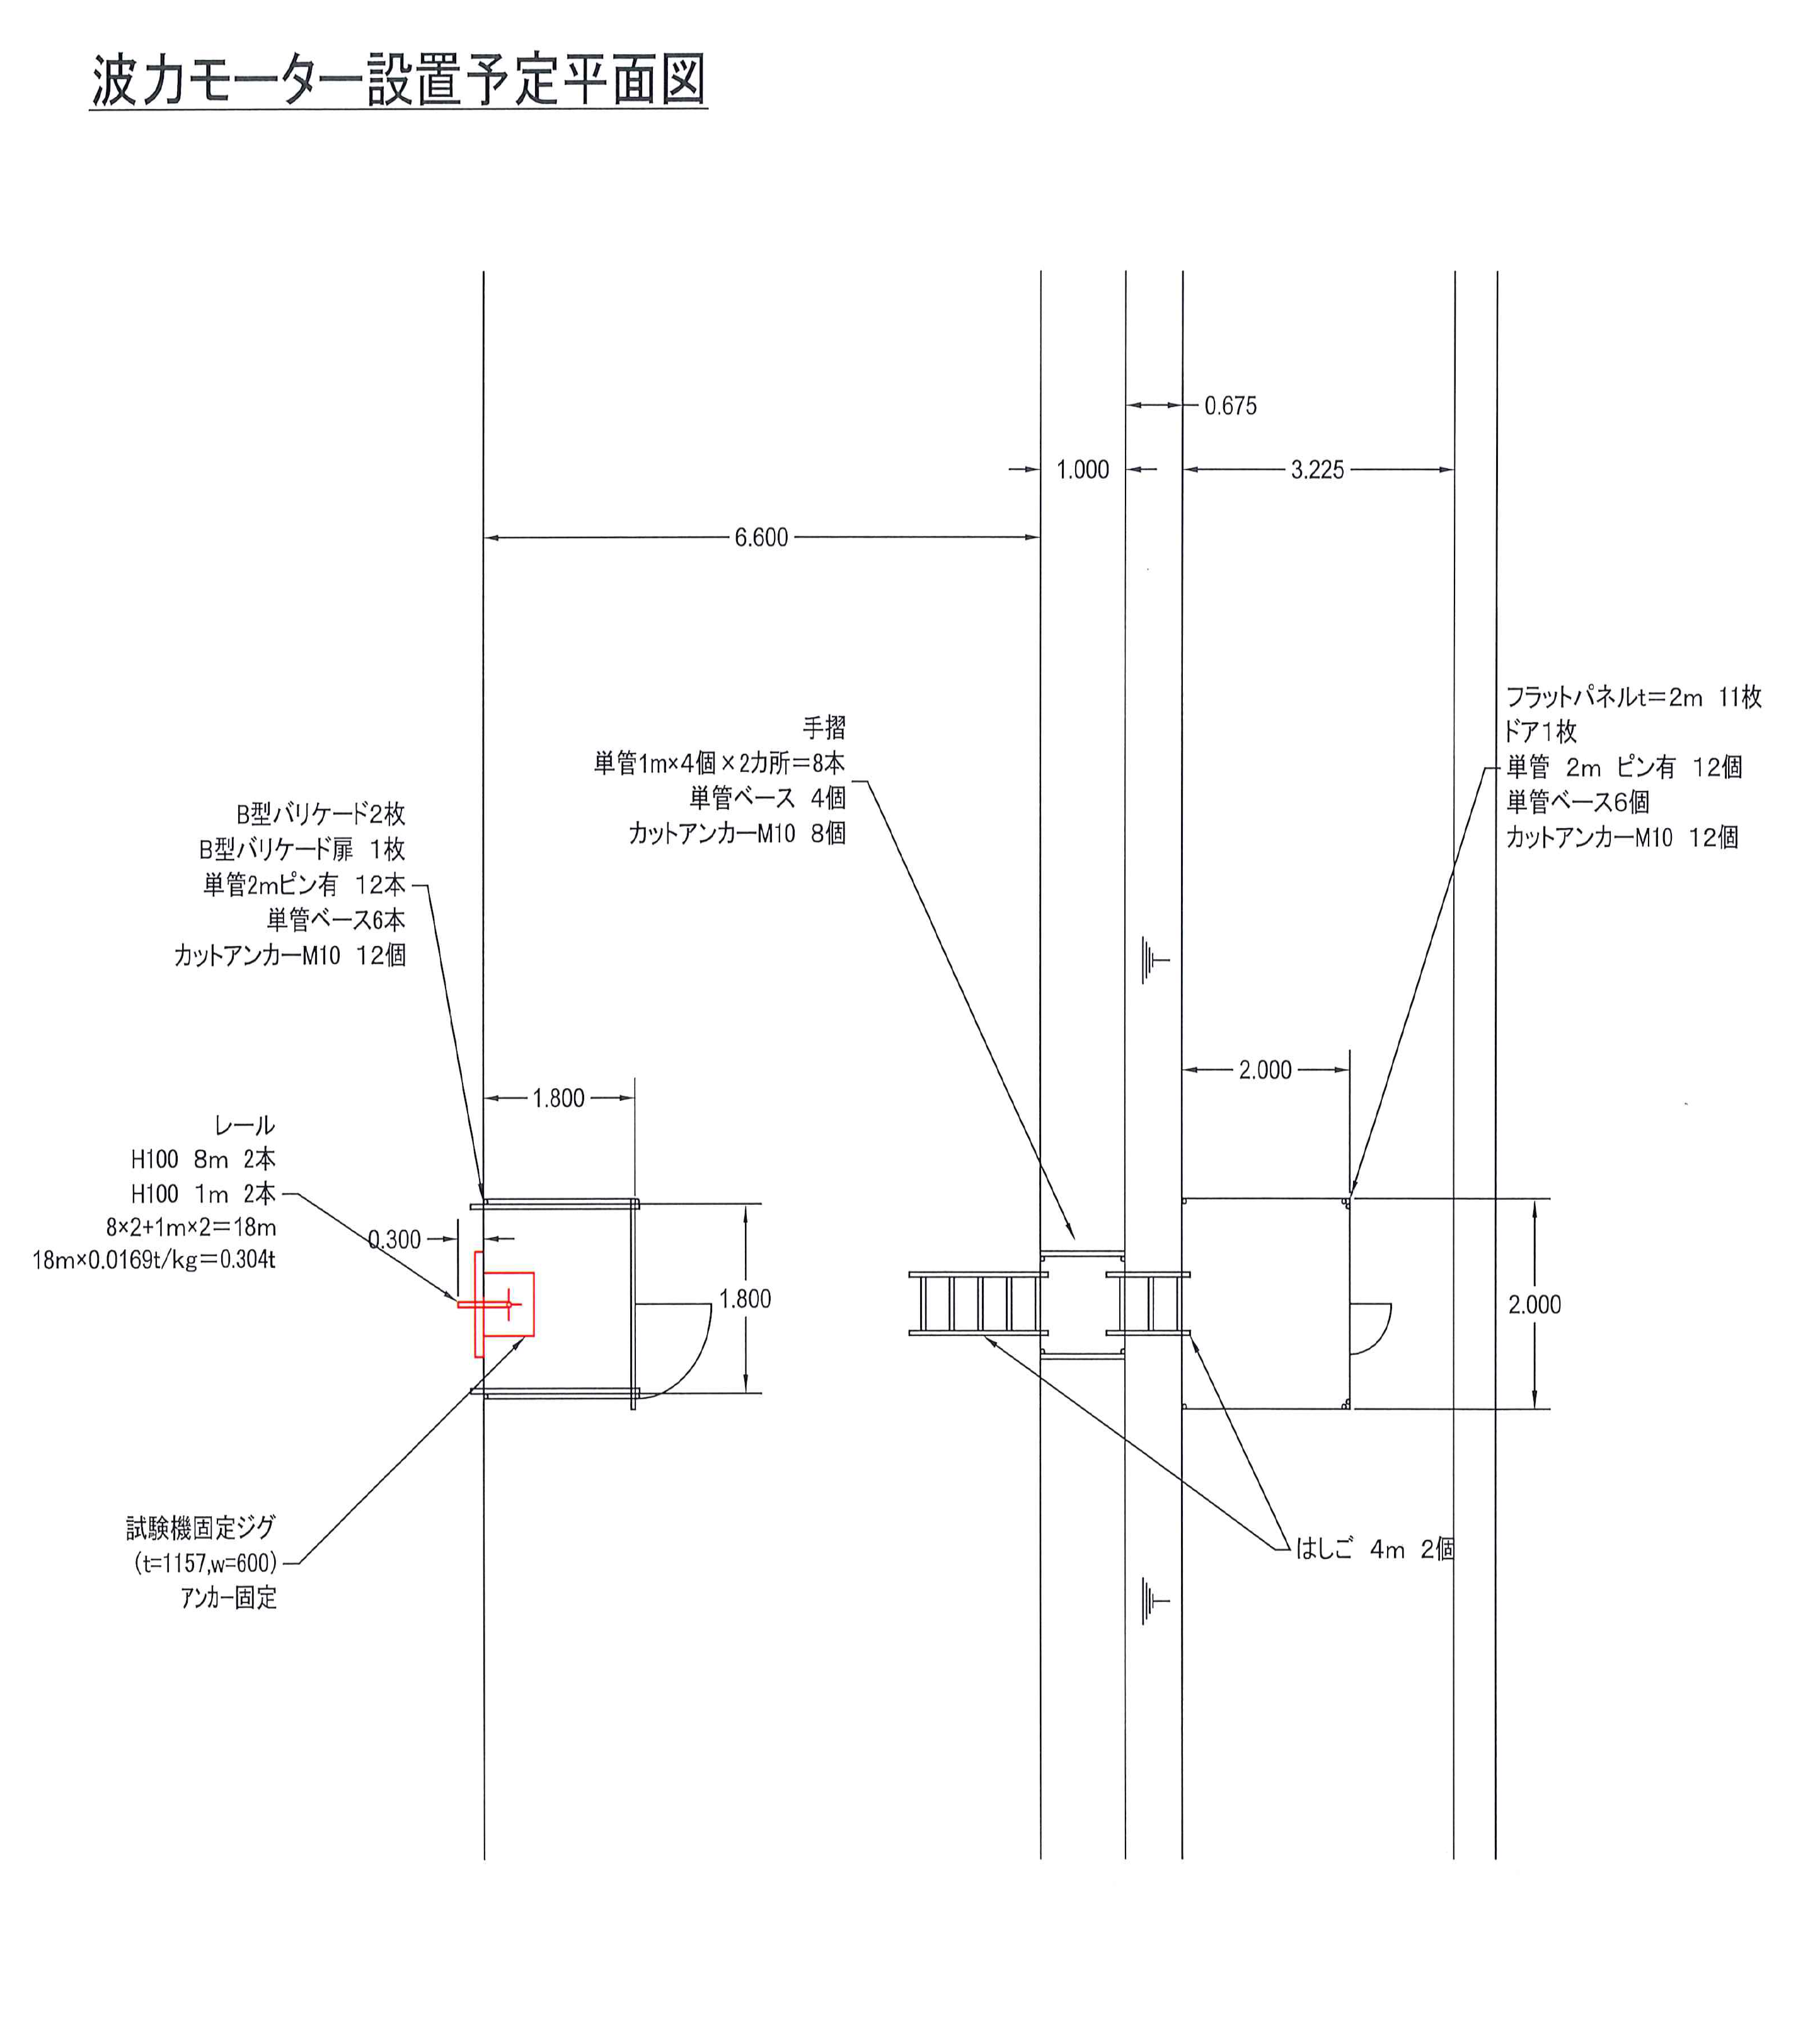 波力モーター設置予定平面図
0.675
1.000
3.225
6.600
フラットパネルt=2m 11枚
ドア1枚
単管 2m ピン有 12個
単管ベース6個
カットアンカーM10 12個
手摺
単管1m×4個×2カ所=8本
単管ベース 4個
カットアンカーM10 8個
B型バリケード2枚
B型バリケード扉 1枚
単管2mピン有 12本
単管ベース6本
カットアンカーM10 12個
2.000
1.800
レール
H100 8m 2本
H100 1m 2本
8×2+1m×2=18m
18m×0.0169t/kg=0.304t
0.300
1.800
2.000
試験機固定ジグ
(t=1157,w=600)
アンカー固定
はしご 4m 2個